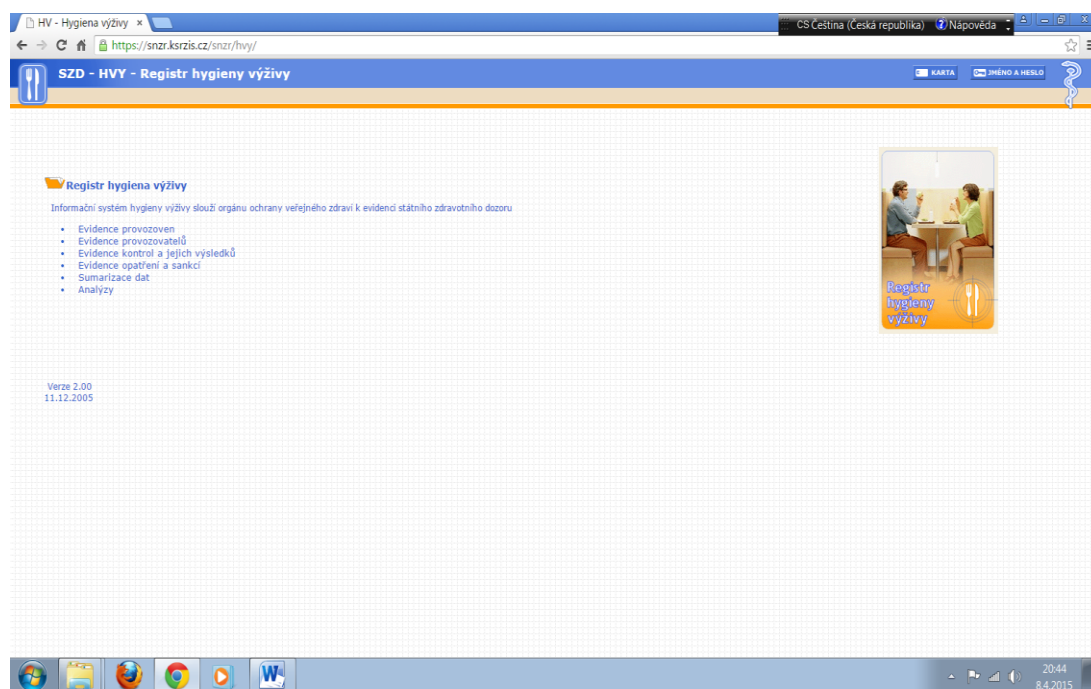 HV - Hygiena výživy
CS Čeština (Česká republika) Nápověda
https://snzr.ksrzis.cz/snzr/hvy/
SZD - HVY - Registr hygieny výživy
KARTA
JMÉNO A HESLO
Registr hygiena výživy
Informační systém hygieny výživy slouží orgánu ochrany veřejného zdraví k evidenci státního zdravotního dozoru
• Evidence provozoven
• Evidence provozovatelů
• Evidence kontrol a jejich výsledků
• Evidence opatření a sankcí
• Sumarizace dat
• Analýzy
Registr
hygieny
výživy
Verze 2.00
11.12.2005
W
20:44
8.4.2015